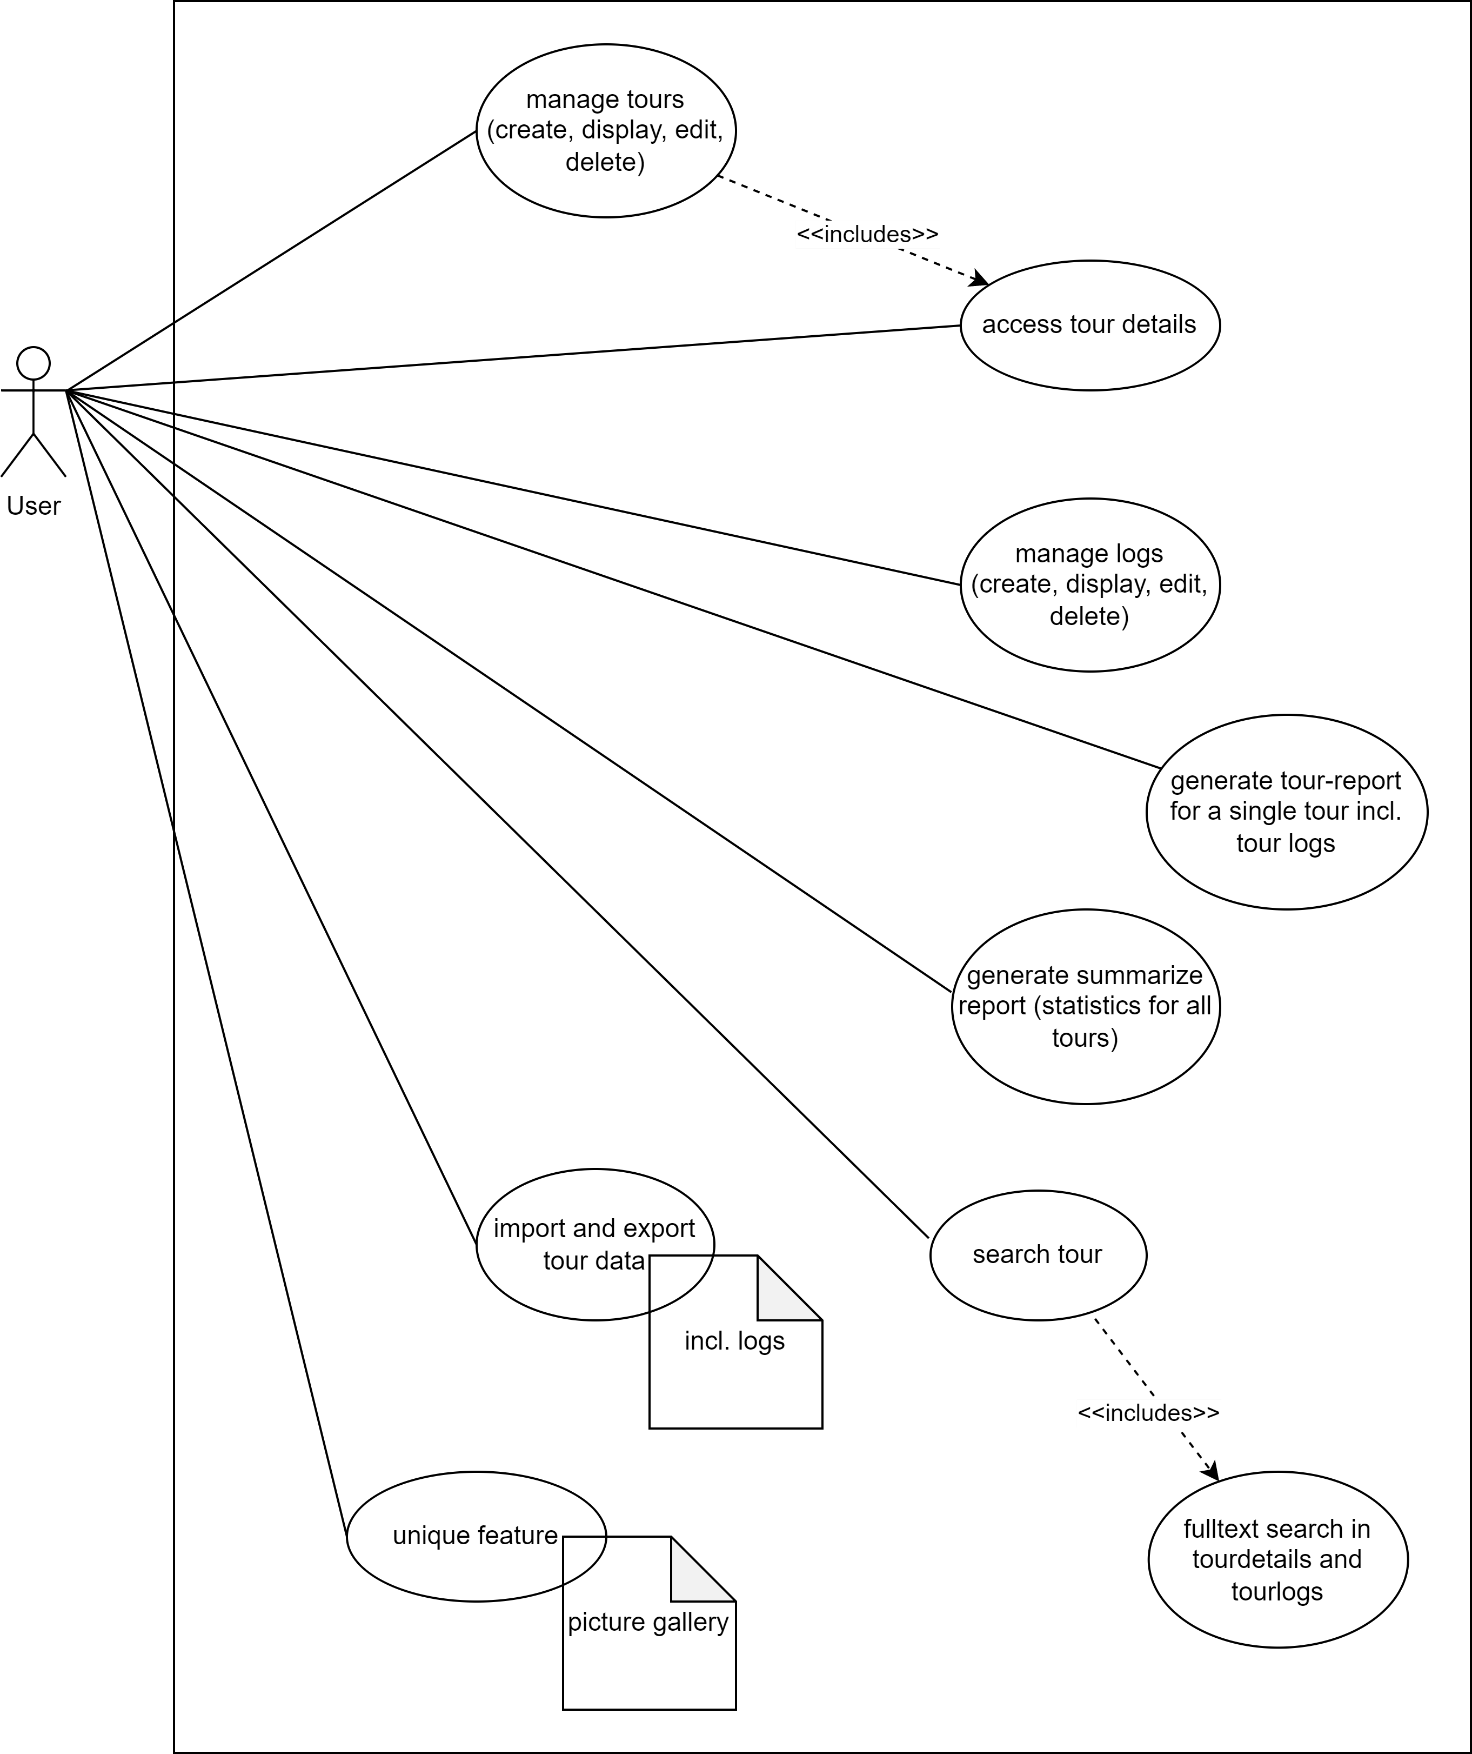 manage tours
(create, display, edit,
delete)
<<includes>>
access tour details
User
manage logs
(create, display, edit,
delete)
generate tour-report
for a single tour incl.
tour logs
generate summarize
report (statistics for all
tours)
import and export
tour data
incl. logs
search tour
<<includes>>
unique feature
picture gallery
fulltext search in
tourdetails and
tourlogs